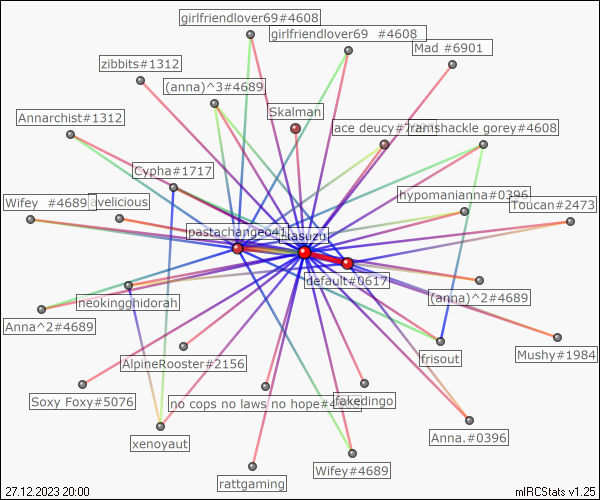 girlfriendlover69#4608
girlfriendlover69 #4608
Mad #6901
zibbits#1312
(anna)^3#4689
Skalman
Annarchist#1312
ace deucy#
ramshackle gorey#4608
Cypha#1717
hypomanianna#0396
Wifey #4689
avelicious
Toucan#2473
pastachangeo41
lasuzu
default#0617
(anna)^2#4689
neokingghidorah
Anna^2#4689
frisout
Mushy#1984
AlpineRooster#2156
Soxy Foxy#5076
no cops no laws no hope#4
fakedingo
Anna.#0396
xenoyaut
Wifey#4689
rattgaming
27.12.2023 20:00
mIRCStats v1.25